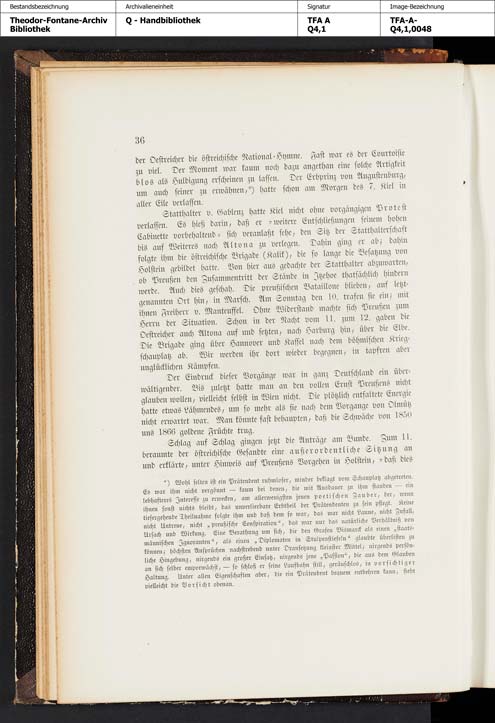 Bestandsbezeichnung
Archivalieneinheit
Signatur
Image-Bezeichnung
Theodor-Fontane-Archiv
Bibliothek
Q - Handbibliothek
TFA A
Q4,1
TFA-A-
Q4,1,0048
36
der Oestreicher die östreichische National-Hymne. Fast war es der Courtoisie
zu viel. Der Moment war kaum noch dazu angethan eine solche Artigkeit
blos als Huldigung erscheinen zu lassen. Der Erbprinz von Augustenburg,
um auch seiner zu erwähnen,*) hatte schon am Morgen des 7. Kiel in
aller Eile verlassen.
Statthalter v. Gablenz hatte Kiel nicht ohne vorgängigen Protest
verlassen. Es hieß darin, daß er „weitere Entschließungen seinem hohen
Cabinette vorbehaltend“ sich veranlaßt sehe, den Sitz der Statthalterschaft
bis auf Weiteres nach Altona zu verlegen. Dahin ging er ab; dahin
folgte ihm die östreichische Brigade (Kalik), die so lange die Besatzung von
Holstein gebildet hatte. Von hier aus gedachte der Statthalter abzuwarten,
ob Preußen den Zusammentritt der Stände in Itzehoe thatsächlich hindern
werde. Auch dies geschah. Die preußischen Bataillone blieben, auf letzt-
genannten Ort hin, in Marsch. Am Sonntag den 10. trafen sie ein; mit
ihnen Freiherr v. Manteuffel. Ohne Widerstand machte sich Preußen zum
Herrn der Situation. Schon in der Nacht vom 11. zum 12. gaben die
Oestreicher auch Altona auf und setzten, nach Harburg hin, über die Elbe.
Die Brigade ging über Hannover und Kassel nach dem böhmischen Krieg-
schauplatz ab. Wir werden ihr dort wieder begegnen, in tapfren aber
unglücklichen Kämpfen.
Der Eindruck dieser Vorgänge war in ganz Deutschland ein über-
wältigender. Bis zuletzt hatte man an den vollen Ernst Preußens nicht
glauben wollen, vielleicht selbst in Wien nicht. Die plötzlich entfaltete Energie
hatte etwas Lähmendes, um so mehr als sie nach dem Vorgange von Olmütz
nicht erwartet war. Man könnte fast behaupten, daß die Schwäche von 1850
uns 1866 goldene Früchte trug.
Schlag auf Schlag gingen jetzt die Anträge am Bunde. Zum 11.
beraumte der östreichische Gesandte eine außerordentliche Sitzung an
und erklärte, unter Hinweis auf Preußens Vorgehen in Holstein, „daß dies
*) Wohl selten ist ein Prätendent ruhmloser, minder beklagt vom Schauplatz abgetreten.
Es war ihm nicht vergönnt — kaum bei denen, die mit Ausdauer zu ihm standen — ein
lebhafteres Interesse zu erwecken, am allerwenigsten jenen poetischen Zauber, der, wenn
ihnen sonst nichts bleibt, das unverlierbare Erbtheil der Prätendenten zu sein pflegt. Keine
tiefergehende Theilnahme folgte ihm und daß dem so war, das war nicht Laune, nicht Zufall,
nicht Untreue, nicht „preußische Conspiration“, das war nur das natürliche Verhältniß von
Ursach und Wirkung. Eine Berathung um sich, die den Grafen Bismarck als einen „staats-
männischen Ignoranten“, als einen „Diplomaten in Stulpenstiefeln“ glaubte überlisten zu
können; höchsten Ansprüchen nachstrebend unter Dransetzung kleinster Mittel, nirgends persön-
liche Hingebung, nirgends ein großer Einsatz, nirgends jene „Passion“, die aus dem Glauben
an sich selber emporwächst, — so schloß er seine Laufbahn still, geräuschlos, in vorsichtiger
Haltung. Unter allen Eigenschaften aber, die ein Prätendent bequem entbehren kann, steht
vielleicht die Vorsicht obenan.